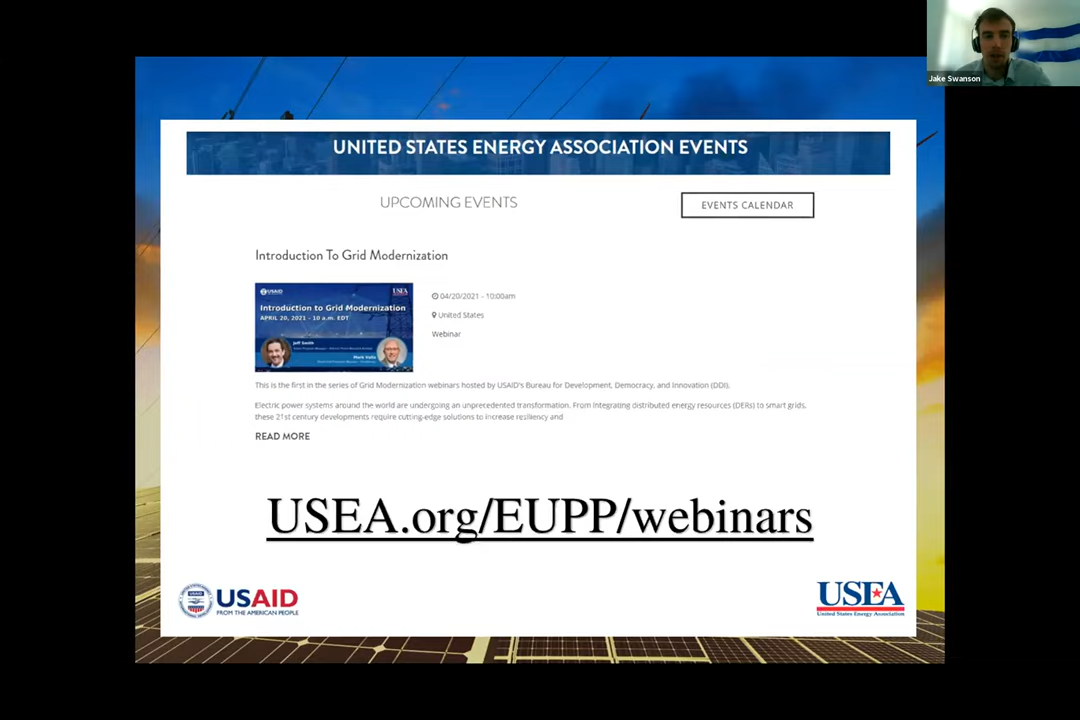 Jake Swanson
UNITED STATES ENERGY ASSOCIATION EVENTS
UPCOMING EVENTS
EVENTS CALENDAR
Introduction To Grid Modernization
USAID
USEA
Introduction to Grid Modernization
APRIL 20, 2021 - 10 a.m. EDT
Jeff Smith
04/20/2021 - 10:00am
United States
Webinar
This is the first in the series of Grid Modernization webinars hosted by USAID's Bureau for Development, Democracy, and Innovation (DDI).
Electric power systems around the world are undergoing an unprecedented transformation. From integrating distributed energy resources (DERs) to smart grids,
these 21st century developments require cutting-edge solutions to increase resiliency and
READ MORE
USEA.org/EUPP/webinars
USAID
USAID
FROM THE AMERICAN PEOPLE
USEA
United States Energy Association